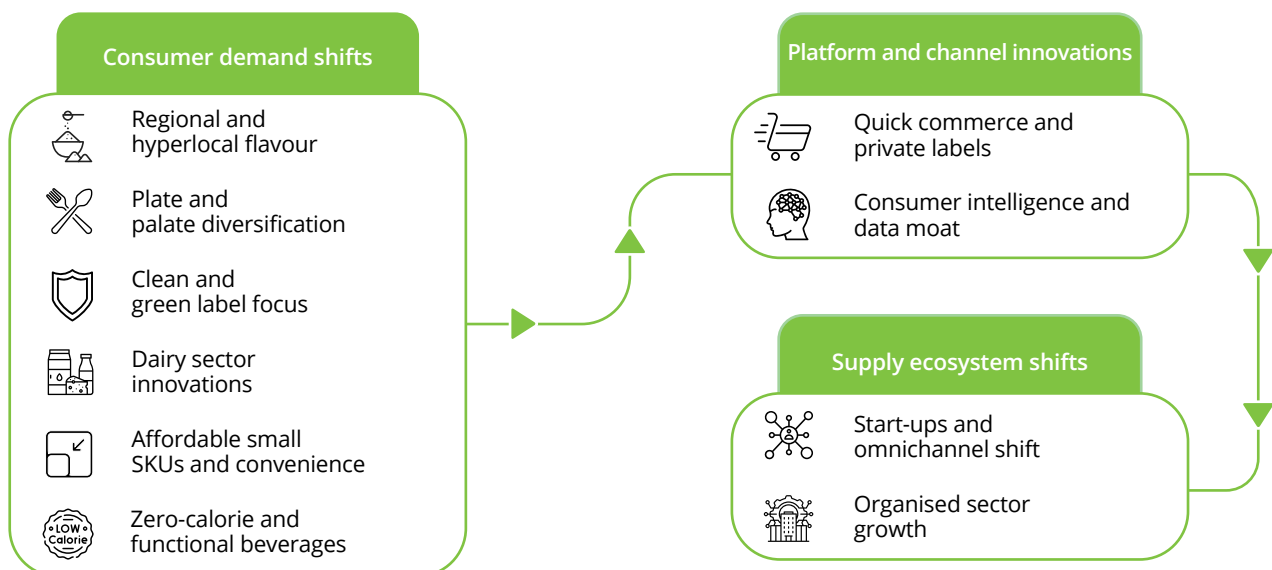 Consumer demand shifts
Regional and
hyperlocal flavour
Plate and
palate diversification
Clean and
green label focus
Dairy sector
innovations
Affordable small
SKUs and convenience
LOW
Calorie
Zero-calorie and
functional beverages
Platform and channel innovations
Quick commerce and
private labels
Consumer intelligence and
data moat
Supply ecosystem shifts
Start-ups and
omnichannel shift
Organised sector
growth